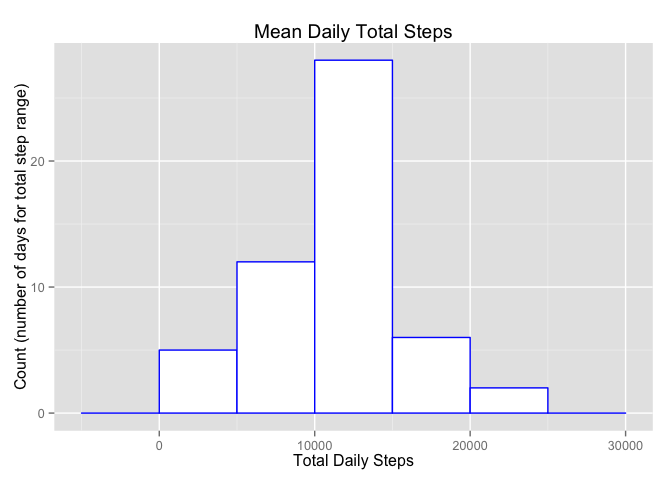 Mean Daily Total Steps
Count (number of days for total step range)
20
10
0
0 10000 20000 30000
Total Daily Steps